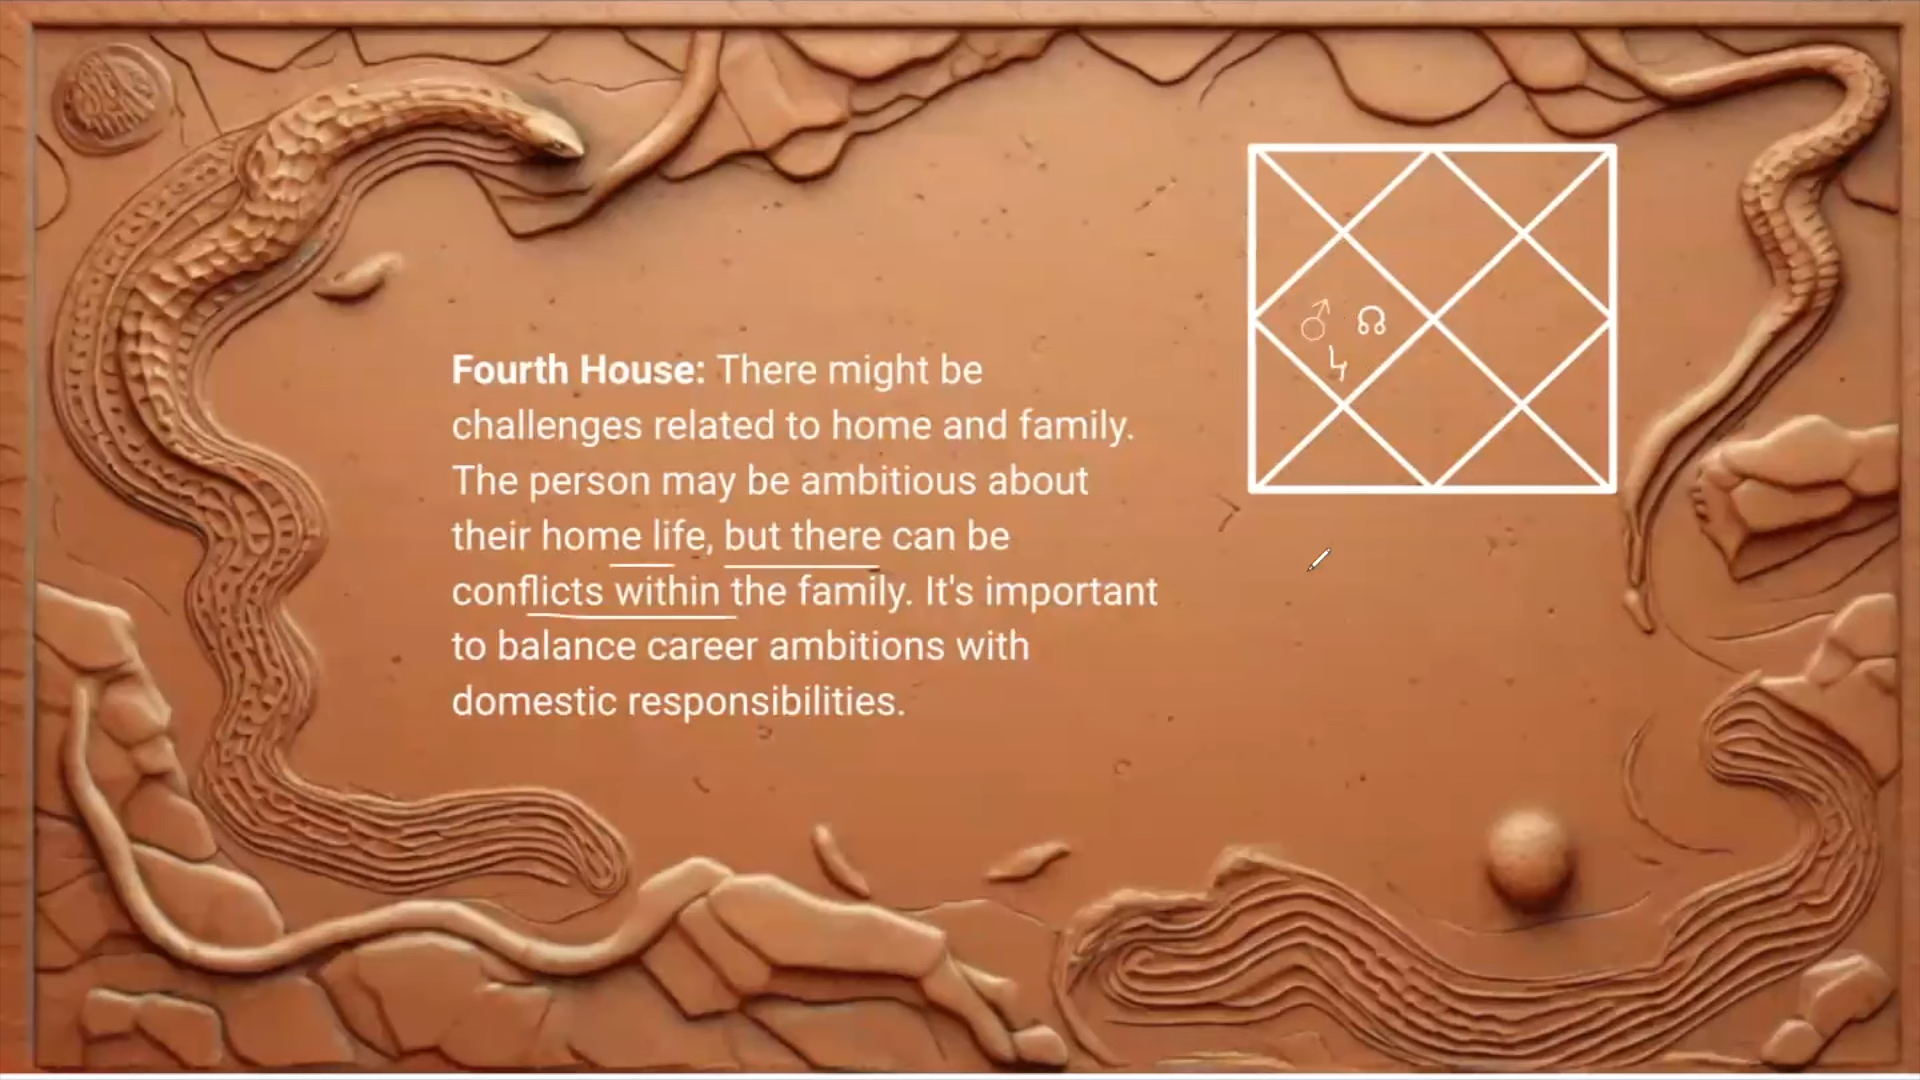 Fourth House: There might be
challenges related to home and family.
The person may be ambitious about
their home life, but there can be
conflicts within the family. It's important
to balance career ambitions with
domestic responsibilities.
♂ ☊